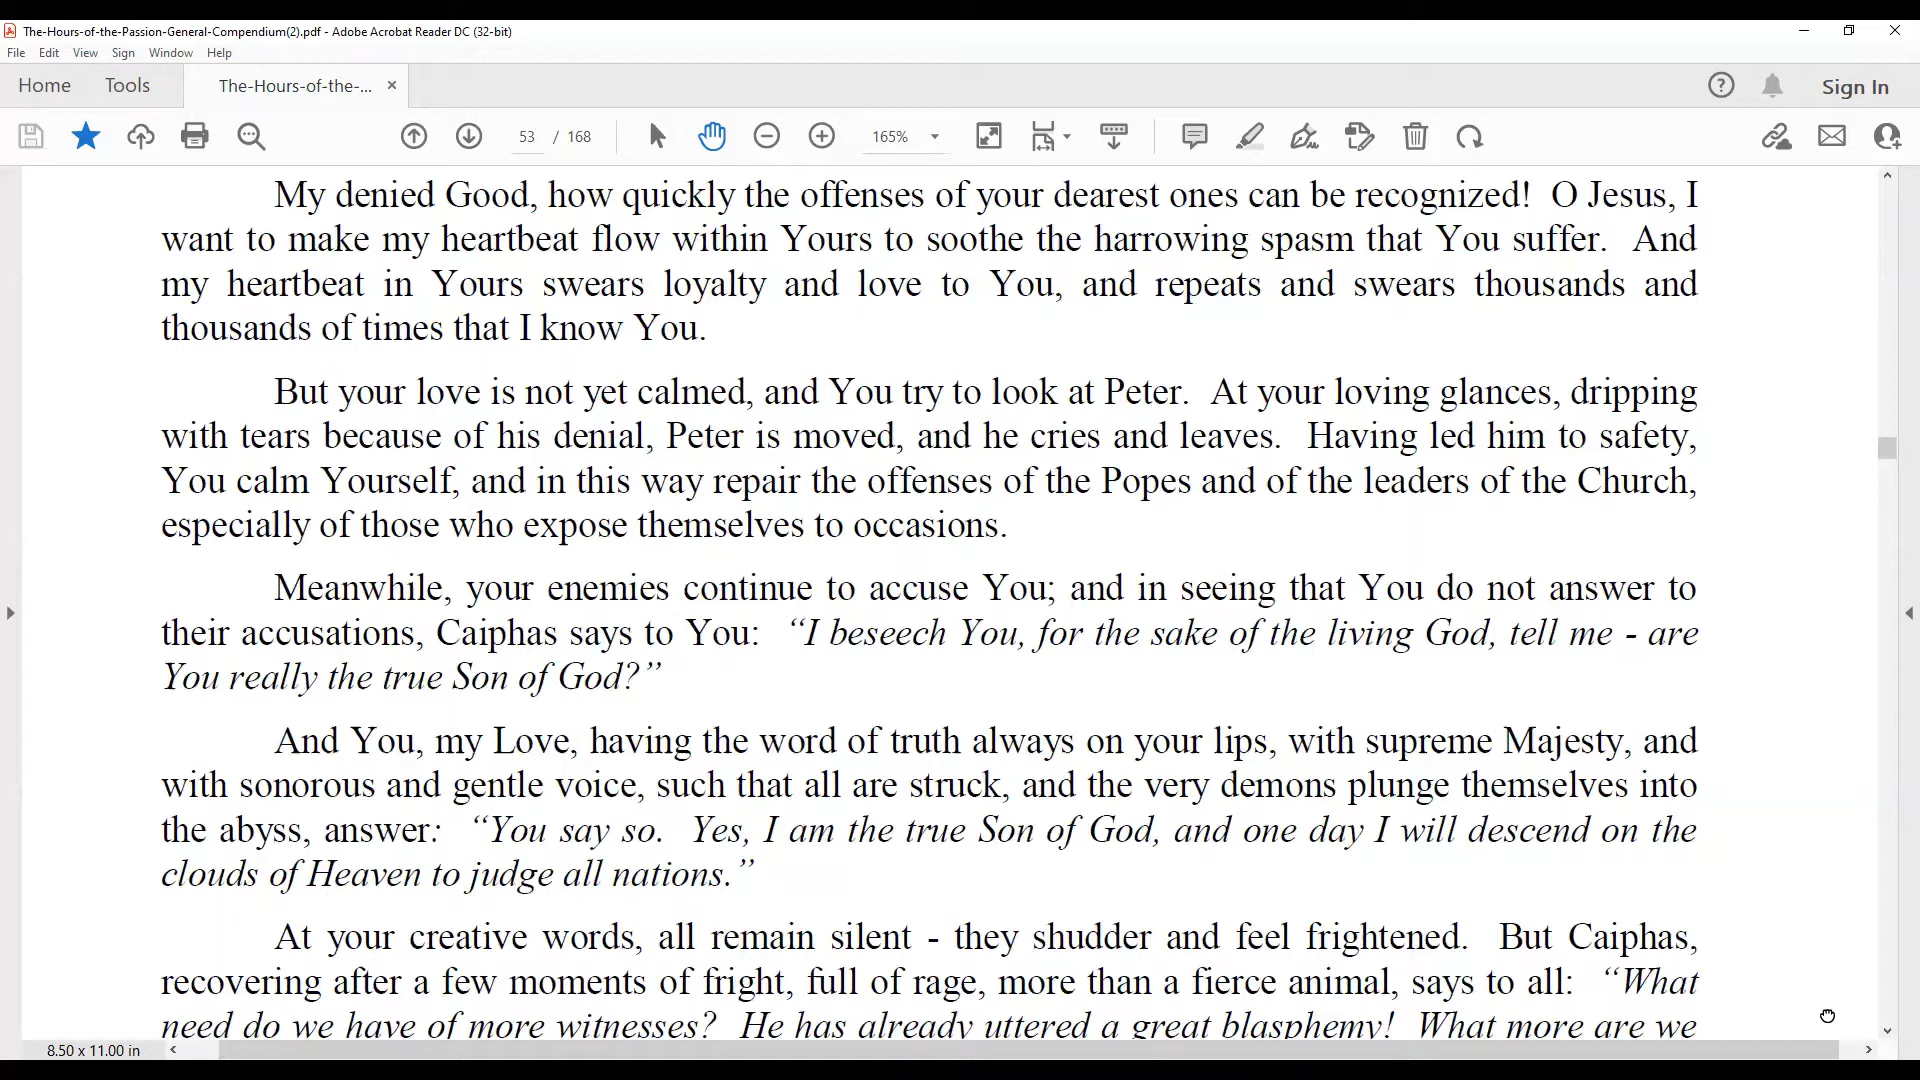 The-Hours-of-the-Passion-General-Compendium(2).pdf - Adobe Acrobat Reader DC (32-bit)
File Edit View Sign Window Help
Home Tools The-Hours-of-the-... × Sign In
53 / 168 165%
My denied Good, how quickly the offenses of your dearest ones can be recognized! O Jesus, I
want to make my heartbeat flow within Yours to soothe the harrowing spasm that You suffer. And
my heartbeat in Yours swears loyalty and love to You, and repeats and swears thousands and
thousands of times that I know You.
But your love is not yet calmed, and You try to look at Peter. At your loving glances, dripping
with tears because of his denial, Peter is moved, and he cries and leaves. Having led him to safety,
You calm Yourself, and in this way repair the offenses of the Popes and of the leaders of the Church,
especially of those who expose themselves to occasions.
Meanwhile, your enemies continue to accuse You; and in seeing that You do not answer to
their accusations, Caiphas says to You: “I beseech You, for the sake of the living God, tell me - are
You really the true Son of God?”
And You, my Love, having the word of truth always on your lips, with supreme Majesty, and
with sonorous and gentle voice, such that all are struck, and the very demons plunge themselves into
the abyss, answer: “You say so. Yes, I am the true Son of God, and one day I will descend on the
clouds of Heaven to judge all nations.”
At your creative words, all remain silent - they shudder and feel frightened. But Caiphas,
recovering after a few moments of fright, full of rage, more than a fierce animal, says to all: “What
need do we have of more witnesses? He has already uttered a great blasphemy! What more are we
8.50 x 11.00 in